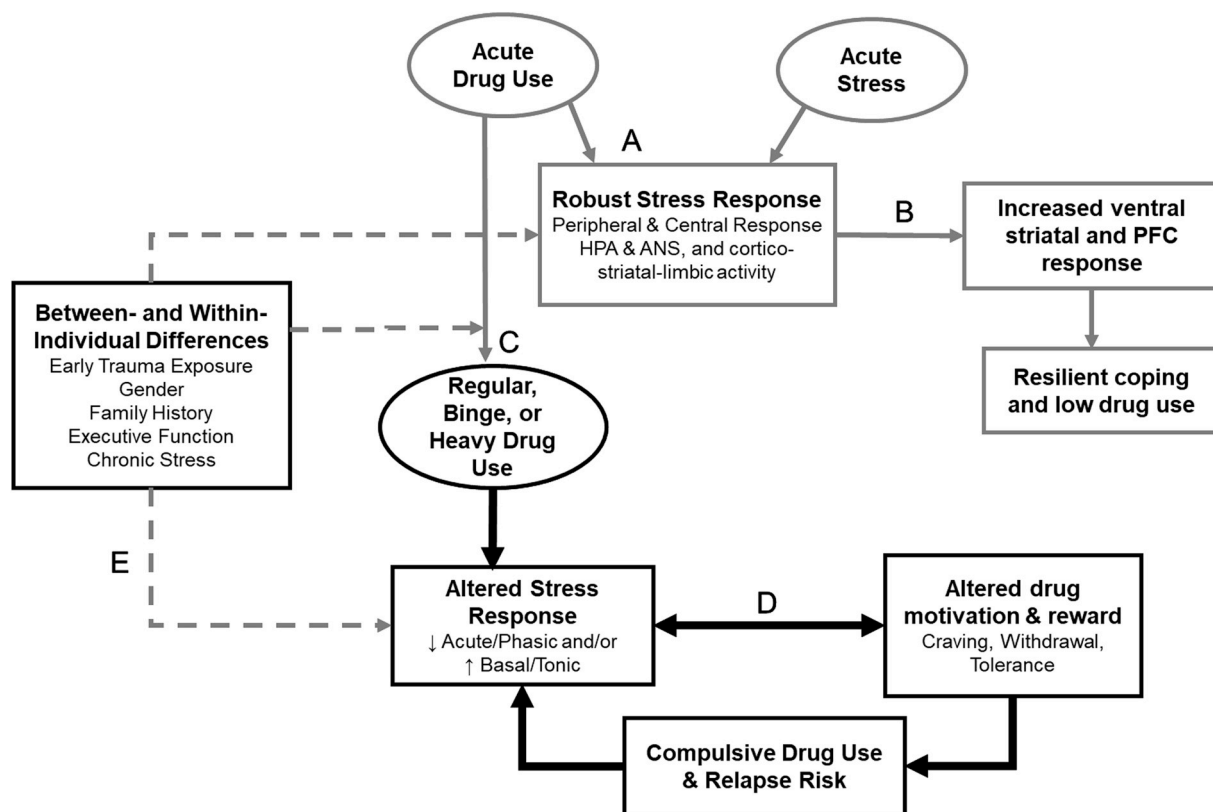 Acute
Drug Use
Acute
Stress
A
Robust Stress Response
Peripheral & Central Response
HPA & ANS, and cortico-
striatal-limbic activity
B
Increased ventral
striatal and PFC
response
Between- and Within-
Individual Differences
Early Trauma Exposure
Gender
Family History
Executive Function
Chronic Stress
C
Regular,
Binge, or
Heavy Drug
Use
Resilient coping
and low drug use
E
Altered Stress
Response
↓ Acute/Phasic and/or
↑ Basal/Tonic
D
Altered drug
motivation & reward
Craving, Withdrawal,
Tolerance
Compulsive Drug Use
& Relapse Risk